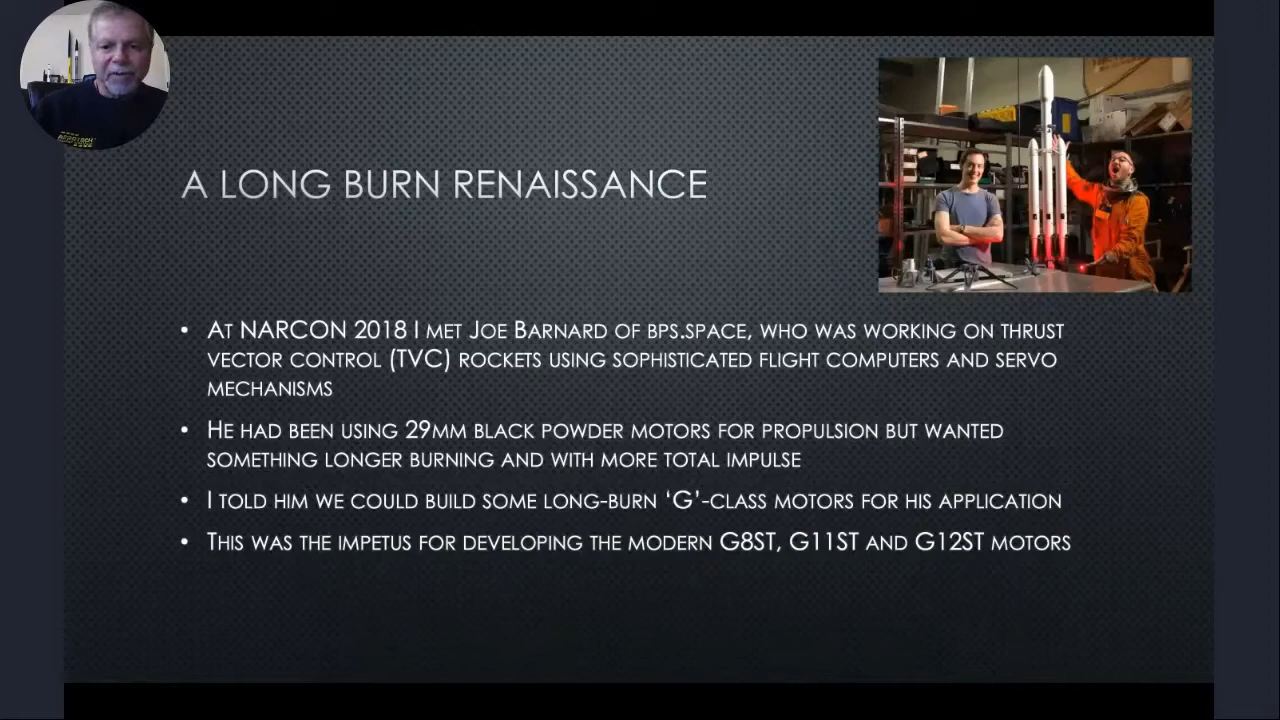 A LONG BURN RENAISSANCE
• At NARCON 2018 I met Joe Barnard of bps.space, who was working on thrust
vector control (TVC) rockets using sophisticated flight computers and servo
mechanisms
• He had been using 29mm black powder motors for propulsion but wanted
something longer burning and with more total impulse
• I told him we could build some long-burn ‘G’-class motors for his application
• This was the impetus for developing the modern G8ST, G11ST and G12ST motors